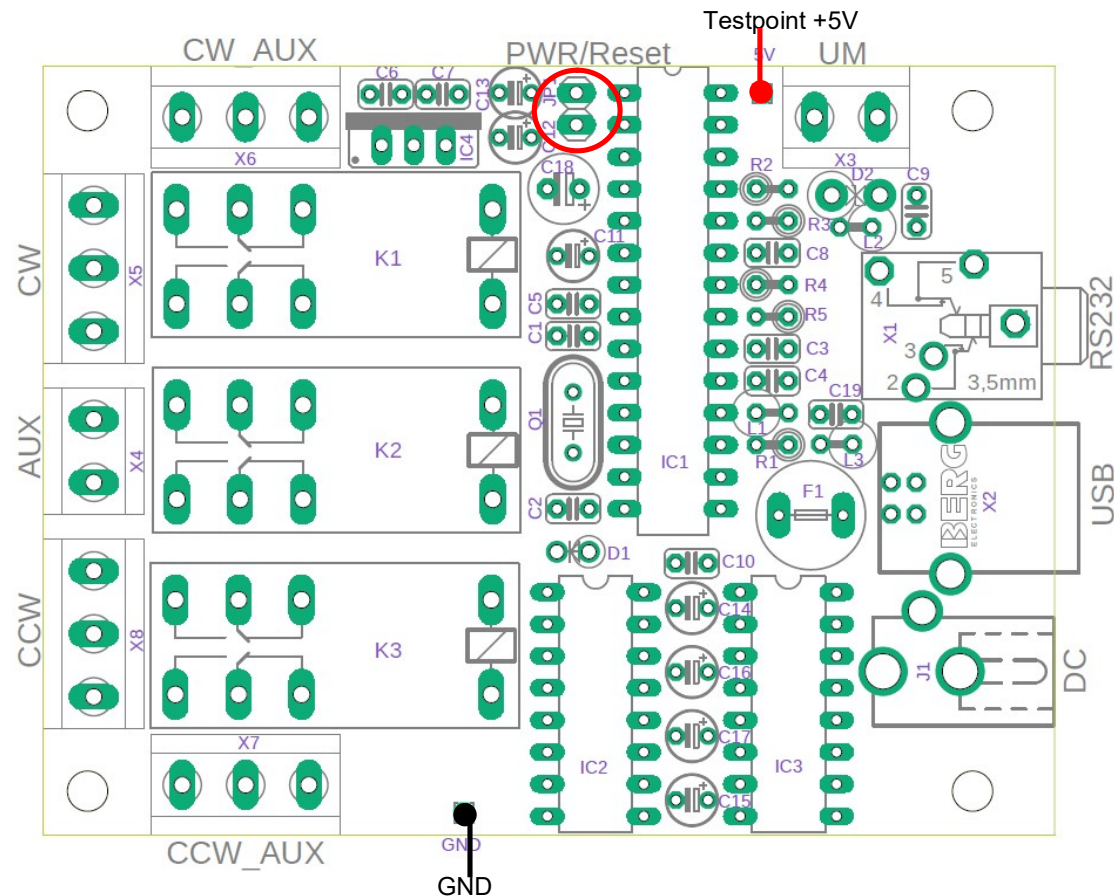 Testpoint +5V
CW_AUX
PWR/Reset
5V
UM
C6
C7
C13
JP1
C12
IC4
X6
X3
C18
R2
D2
C9
CW
X5
K1
C11
R3
L2
C8
C5
R4
5
4
X1
RS232
C1
R5
3
C3
2
3,5mm
C4
C19
AUX
X4
K2
Q1
L1
R1
L3
IC1
F1
BERG
ELECTRONICS
X2
USB
C2
D1
C10
CCW
X8
K3
C14
C16
J1
DC
X7
C17
IC2
IC3
C15
GND
CCW_AUX
GND